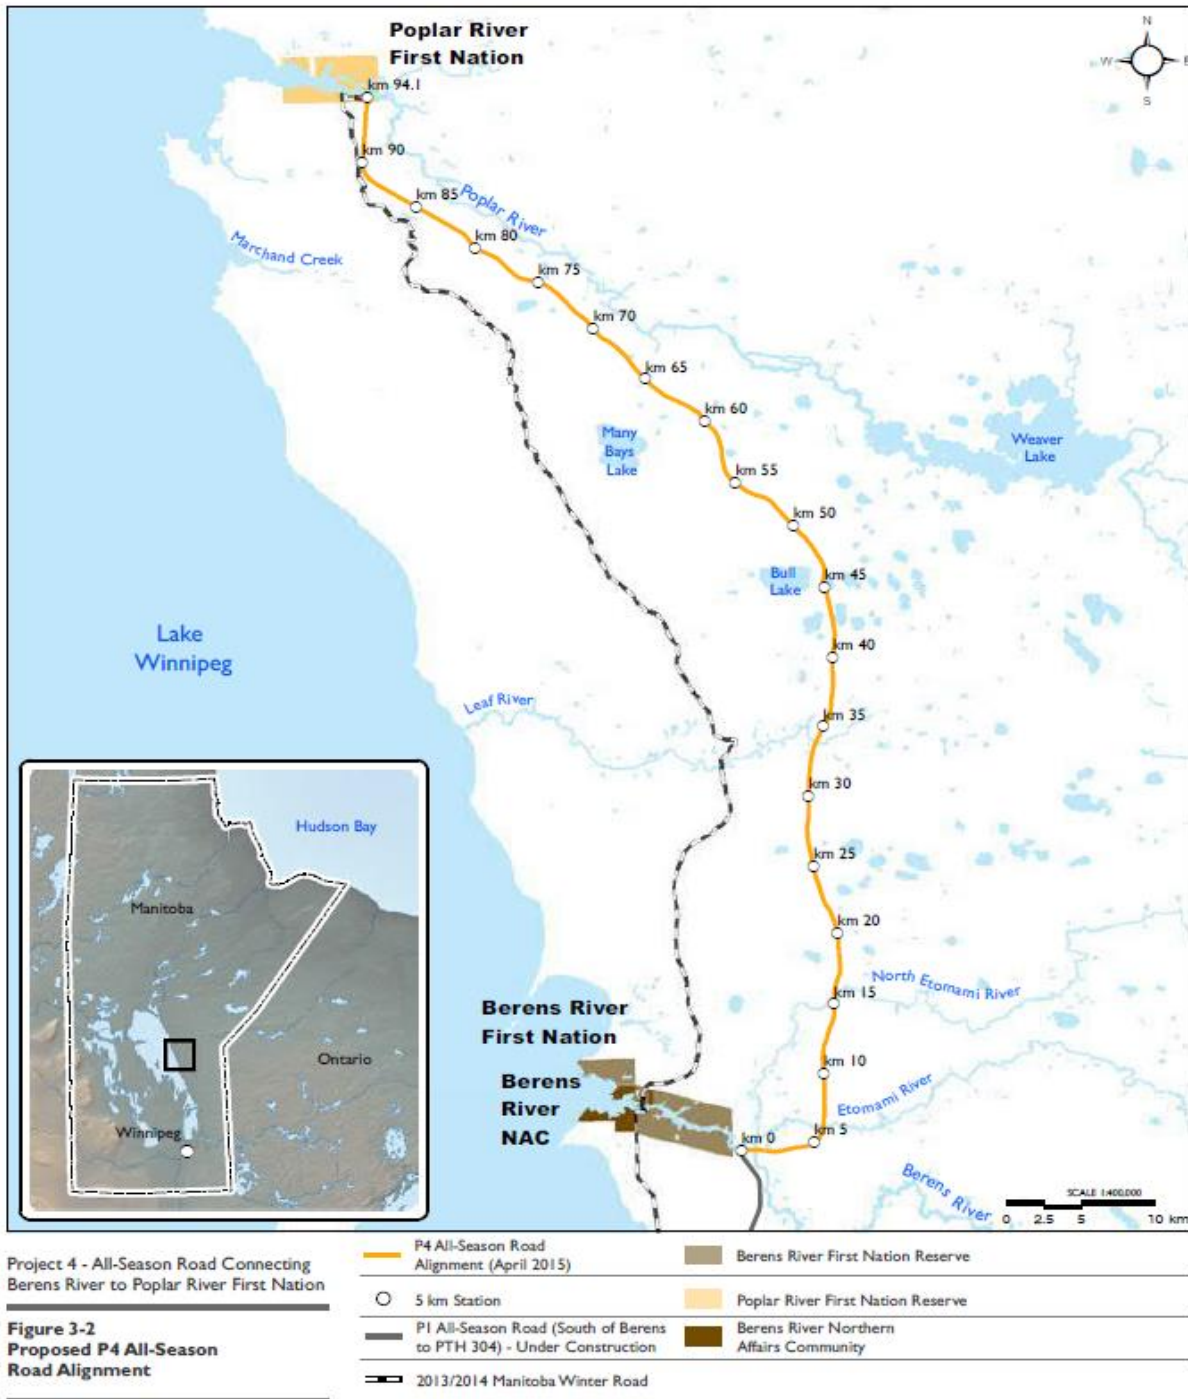 Poplar River
First Nation
N
W
E
S
km 94.1
km 90
km 85
Poplar River
km 80
Marchand Creek
km 75
km 70
km 65
km 60
Many
Bays
Lake
Weaver
Lake
km 55
km 50
Bull
Lake
km 45
Lake
Winnipeg
km 40
Leaf River
km 35
km 30
Hudson Bay
km 25
Manitoba
km 20
North Etomami River
km 15
Berens River
First Nation
Ontario
km 10
Berens
River
NAC
Etomami River
Winnipeg
km 5
km 0
Berens River
SCALE 1:400,000
0 2.5 5 10 km
Project 4 - All-Season Road Connecting
Berens River to Poplar River First Nation
Figure 3-2
Proposed P4 All-Season
Road Alignment
P4 All-Season Road
Alignment (April 2015)
Berens River First Nation Reserve
5 km Station
Poplar River First Nation Reserve
P1 All-Season Road (South of Berens
to PTH 304) - Under Construction
Berens River Northern
Affairs Community
2013/2014 Manitoba Winter Road